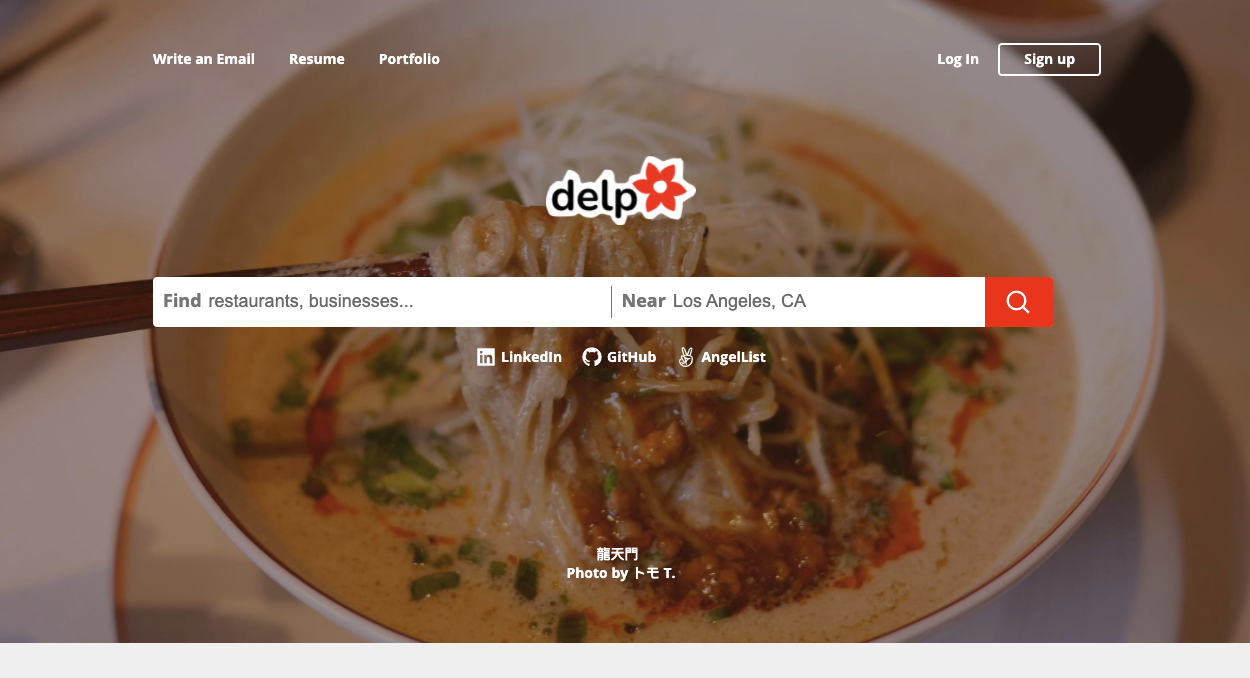 Write an Email Resume Portfolio Log In Sign up
delp
Find restaurants, businesses... Near Los Angeles, CA
LinkedIn GitHub AngelList
龍天門
Photo by トモ T.